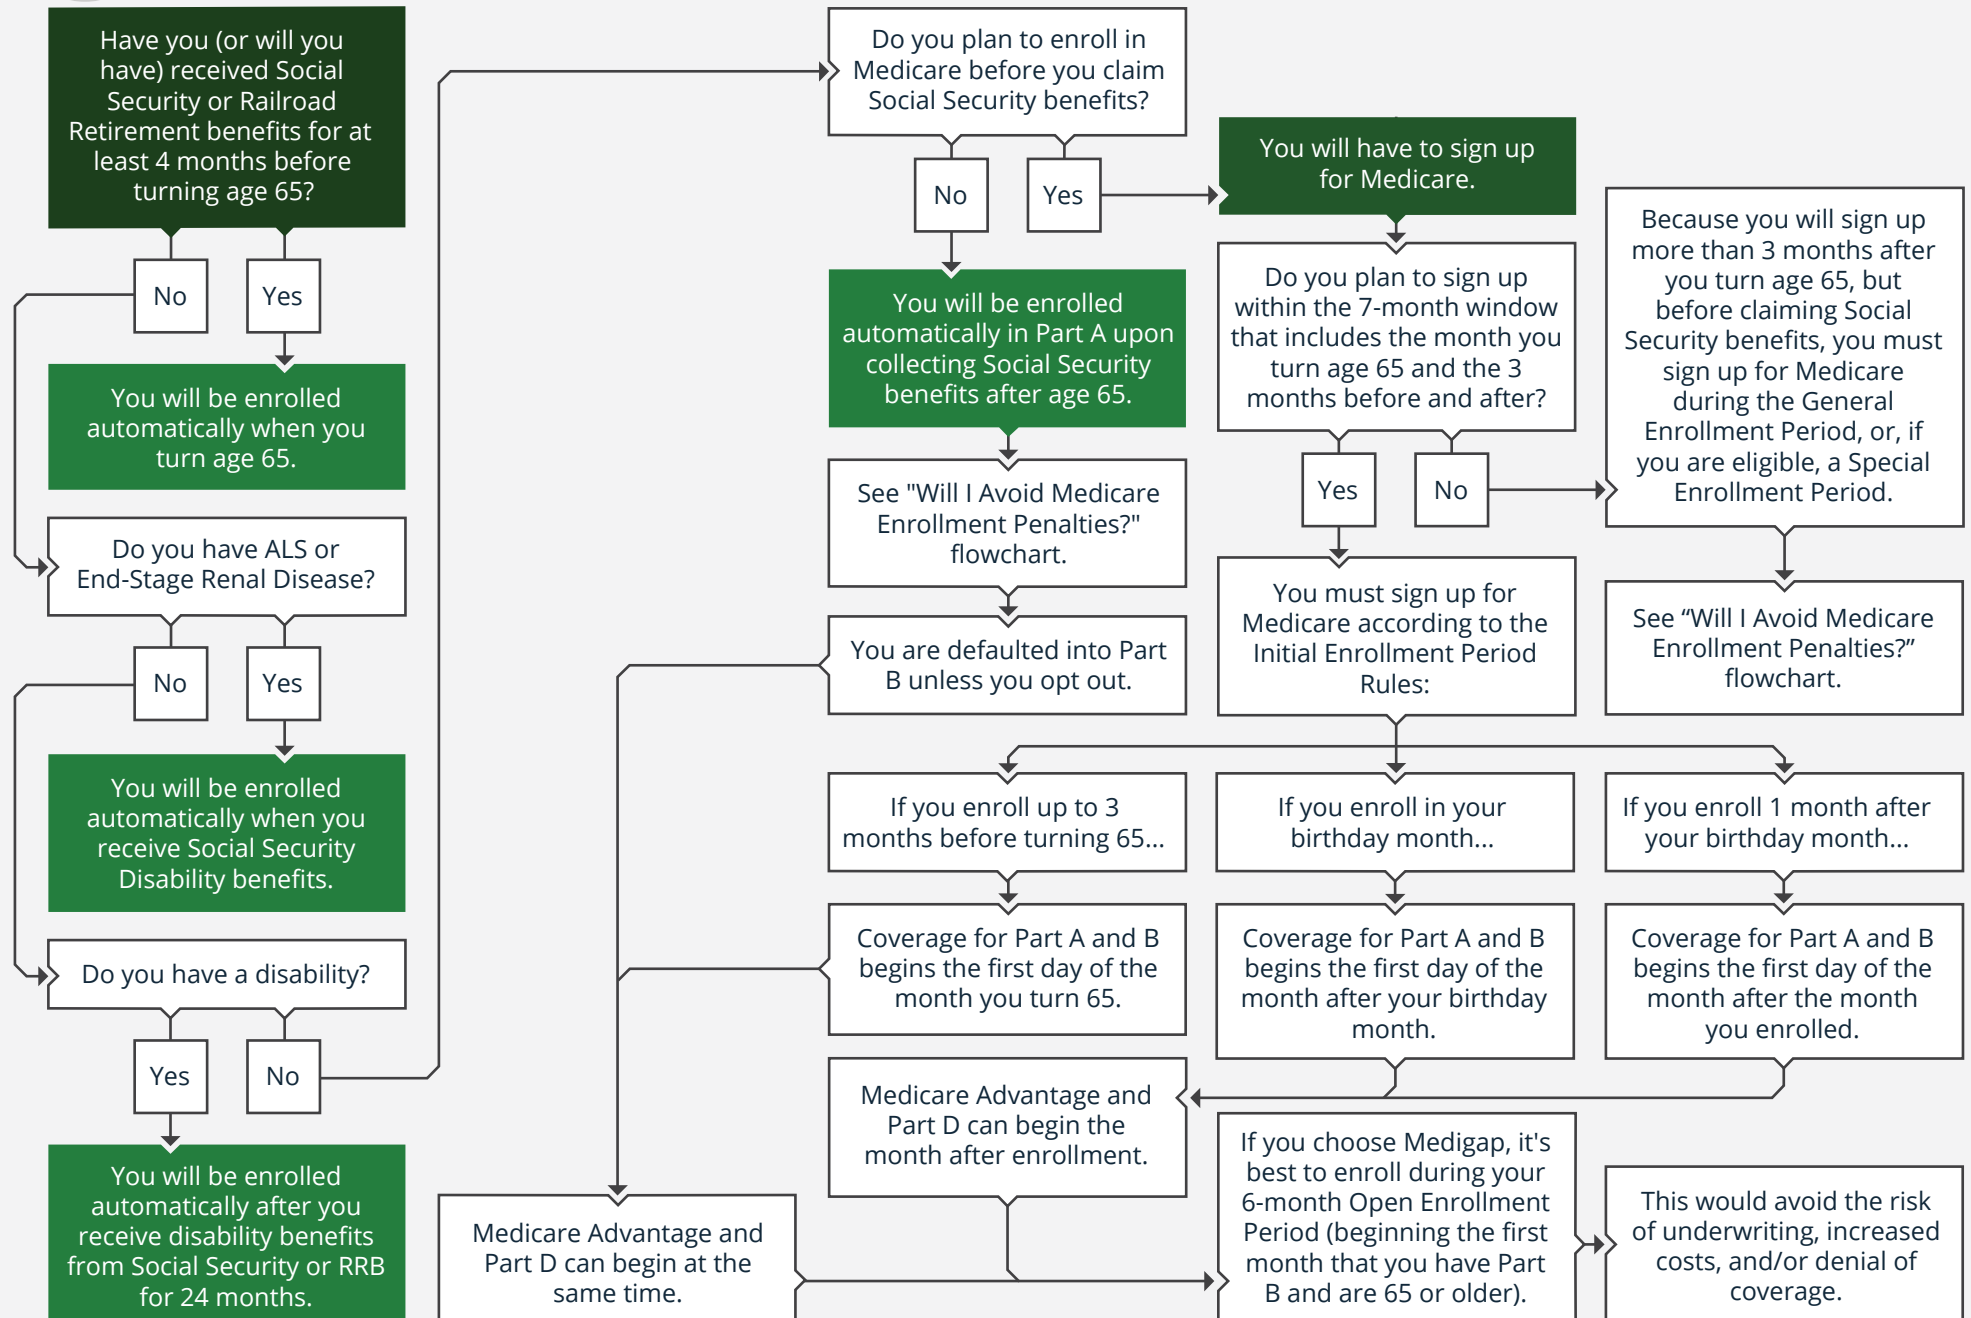 Have you (or will you
have) received Social
Security or Railroad
Retirement benefits for at
least 4 months before
turning age 65?
No
Yes
You will be enrolled
automatically when you
turn age 65.
Do you have ALS or
End-Stage Renal Disease?
No
Yes
You will be enrolled
automatically when you
receive Social Security
Disability benefits.
Do you have a disability?
Yes
No
You will be enrolled
automatically after you
receive disability benefits
from Social Security or RRB
for 24 months.
Do you plan to enroll in
Medicare before you claim
Social Security benefits?
No
Yes
You will be enrolled
automatically in Part A upon
collecting Social Security
benefits after age 65.
See "Will I Avoid Medicare
Enrollment Penalties?"
flowchart.
You are defaulted into Part
B unless you opt out.
You will have to sign up
for Medicare.
Do you plan to sign up
within the 7-month window
that includes the month you
turn age 65 and the 3
months before and after?
Yes
No
Because you will sign up
more than 3 months after
you turn age 65, but
before claiming Social
Security benefits, you must
sign up for Medicare
during the General
Enrollment Period, or, if
you are eligible, a Special
Enrollment Period.
See “Will I Avoid Medicare
Enrollment Penalties?”
flowchart.
You must sign up for
Medicare according to the
Initial Enrollment Period
Rules:
If you enroll up to 3
months before turning 65...
If you enroll in your
birthday month...
If you enroll 1 month after
your birthday month...
Coverage for Part A and B
begins the first day of the
month you turn 65.
Coverage for Part A and B
begins the first day of the
month after your birthday
month.
Coverage for Part A and B
begins the first day of the
month after the month
you enrolled.
Medicare Advantage and
Part D can begin the
month after enrollment.
Medicare Advantage and
Part D can begin at the
same time.
If you choose Medigap, it's
best to enroll during your
6-month Open Enrollment
Period (beginning the first
month that you have Part
B and are 65 or older).
This would avoid the risk
of underwriting, increased
costs, and/or denial of
coverage.